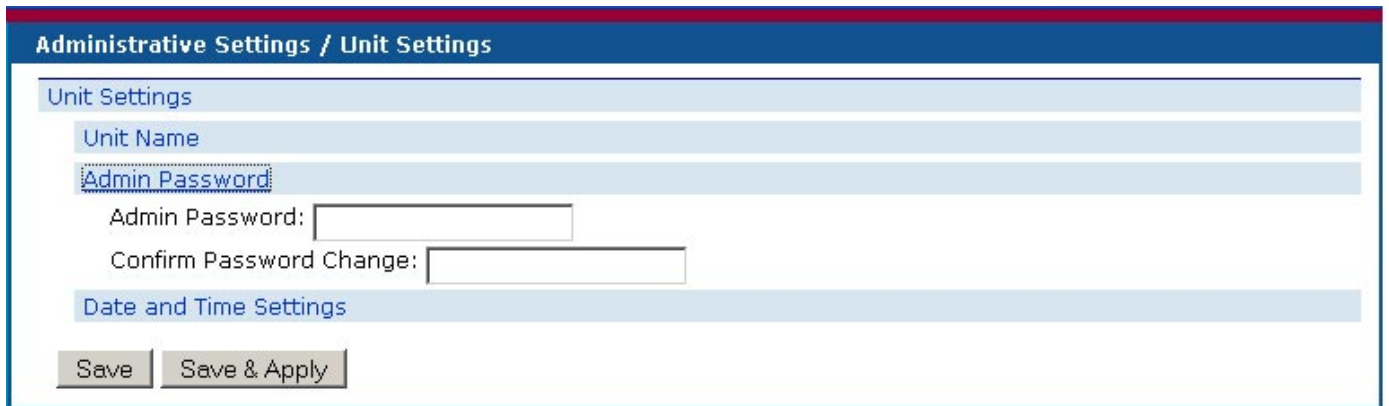 Administrative Settings / Unit Settings
Unit Settings
Unit Name
Admin Password
Admin Password:
Confirm Password Change:
Date and Time Settings
Save Save & Apply